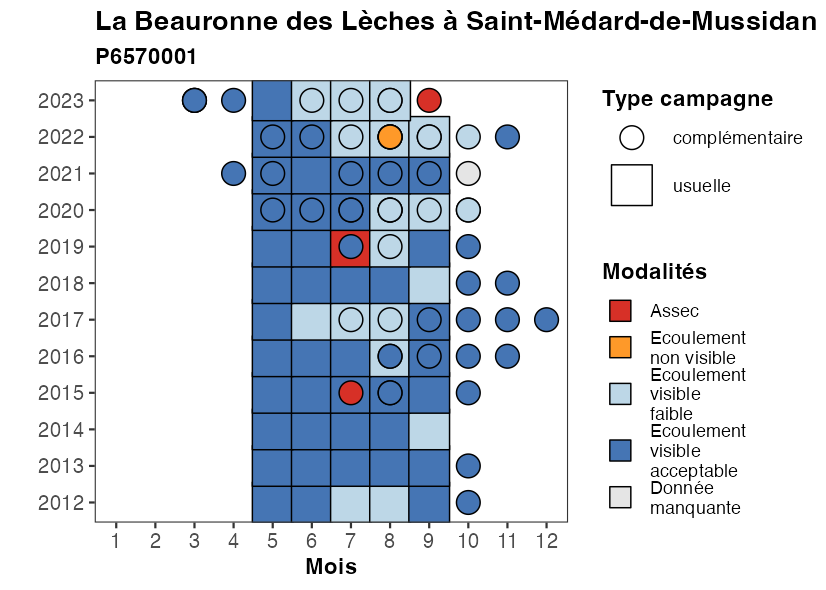 La Beauronne des Lèches à Saint-Médard-de-Mussidan
P6570001
2023
2022
2021
2020
2019
2018
2017
2016
2015
2014
2013
2012
1 2 3 4 5 6 7 8 9 10 11 12
Mois
Type campagne
complémentaire
usuelle
Modalités
Assec
Ecoulement
non visible
Ecoulement
visible
faible
Ecoulement
visible
acceptable
Donnée
manquante